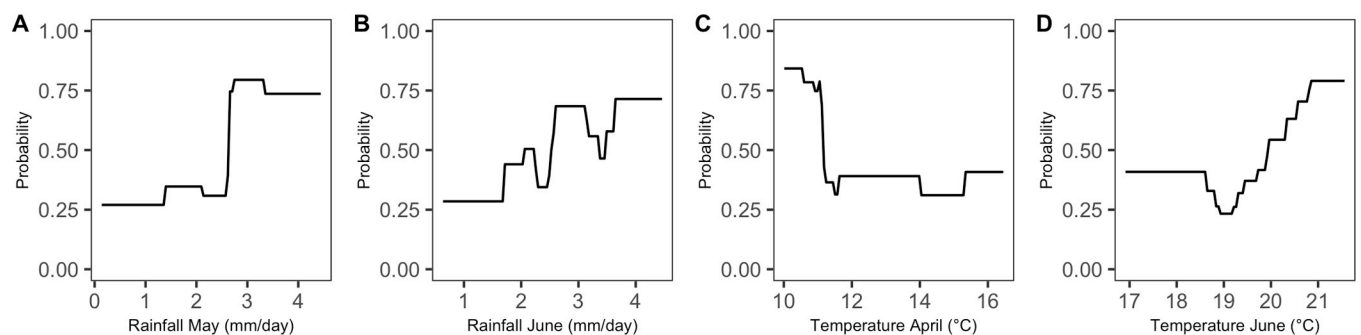 A
1.00
0.75
0.50
0.25
0.00
Probability
0 1 2 3 4
Rainfall May (mm/day)
B
1.00
0.75
0.50
0.25
0.00
Probability
1 2 3 4
Rainfall June (mm/day)
C
1.00
0.75
0.50
0.25
0.00
Probability
10 12 14 16
Temperature April (°C)
D
1.00
0.75
0.50
0.25
0.00
Probability
17 18 19 20 21
Temperature June (°C)